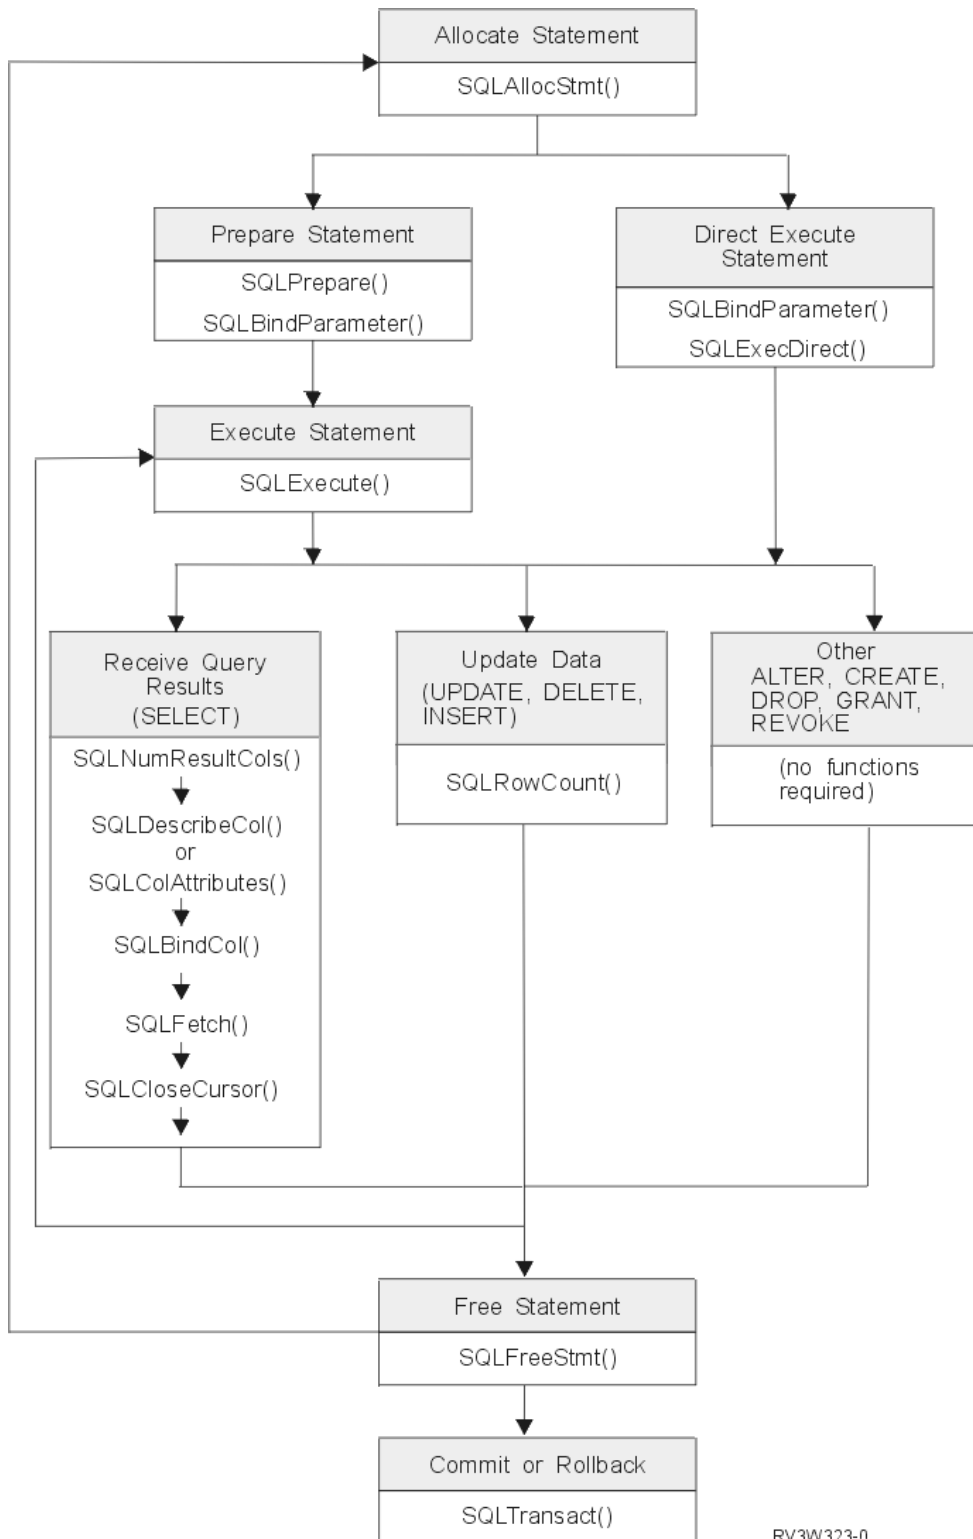 Allocate Statement
SQLAllocStmt()
Prepare Statement
SQLPrepare()
SQLBindParameter()
Direct Execute
Statement
SQLBindParameter()
SQLExecDirect()
Execute Statement
SQLExecute()
Receive Query
Results
(SELECT)
SQLNumResultCols()
SQLDescribeCol()
or
SQLColAttributes()
SQLBindCol()
SQLFetch()
SQLCloseCursor()
Update Data
(UPDATE, DELETE,
INSERT)
SQLRowCount()
Other
ALTER, CREATE,
DROP, GRANT,
REVOKE
(no functions
required)
Free Statement
SQLFreeStmt()
Commit or Rollback
SQLTransact()
RV3W323-0